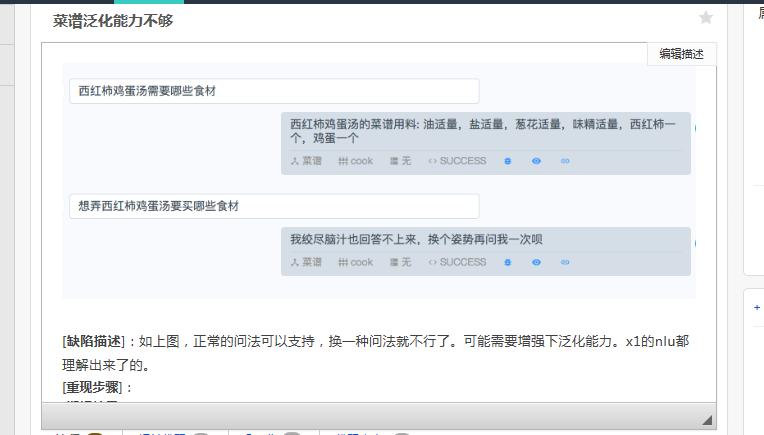 菜谱泛化能力不够
编辑描述
西红柿鸡蛋汤需要哪些食材
西红柿鸡蛋汤的菜谱用料: 油适量，盐适量，葱花适量，味精适量，西红柿一
个，鸡蛋一个
菜谱 cook 无 SUCCESS
想弄西红柿鸡蛋汤要买哪些食材
我绞尽脑汁也回答不上来，换个姿势再问我一次呗
菜谱 cook 无 SUCCESS
[缺陷描述]：如上图，正常的问法可以支持，换一种问法就不行了。可能需要增强下泛化能力。x1的nlu都
理解出来了的。
[重现步骤]：